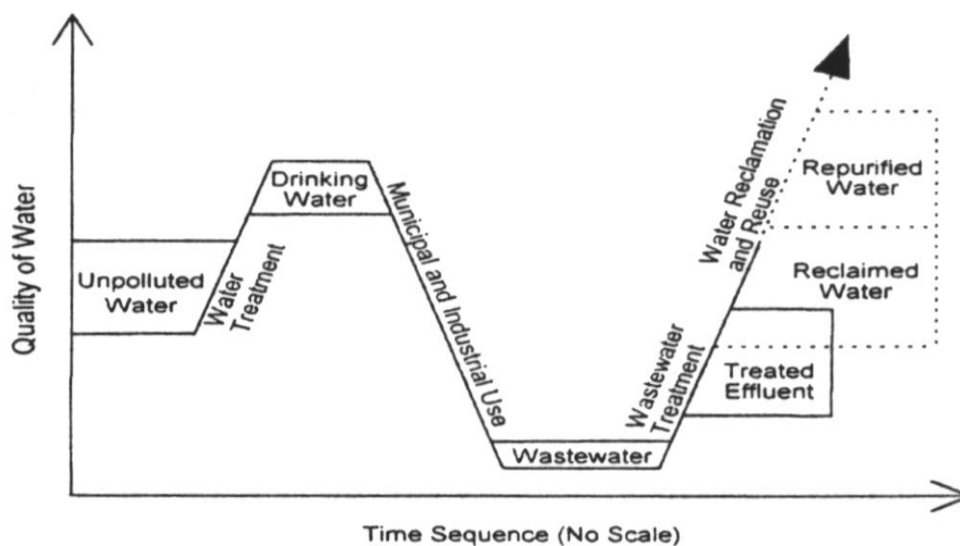 Quality of Water
Unpolluted
Water
Water
Treatment
Drinking
Water
Municipal and Industrial Use
Wastewater
Wastewater
Treatment
Water Reclamation
and Reuse
Repurified
Water
Reclaimed
Water
Treated
Effluent
Time Sequence (No Scale)